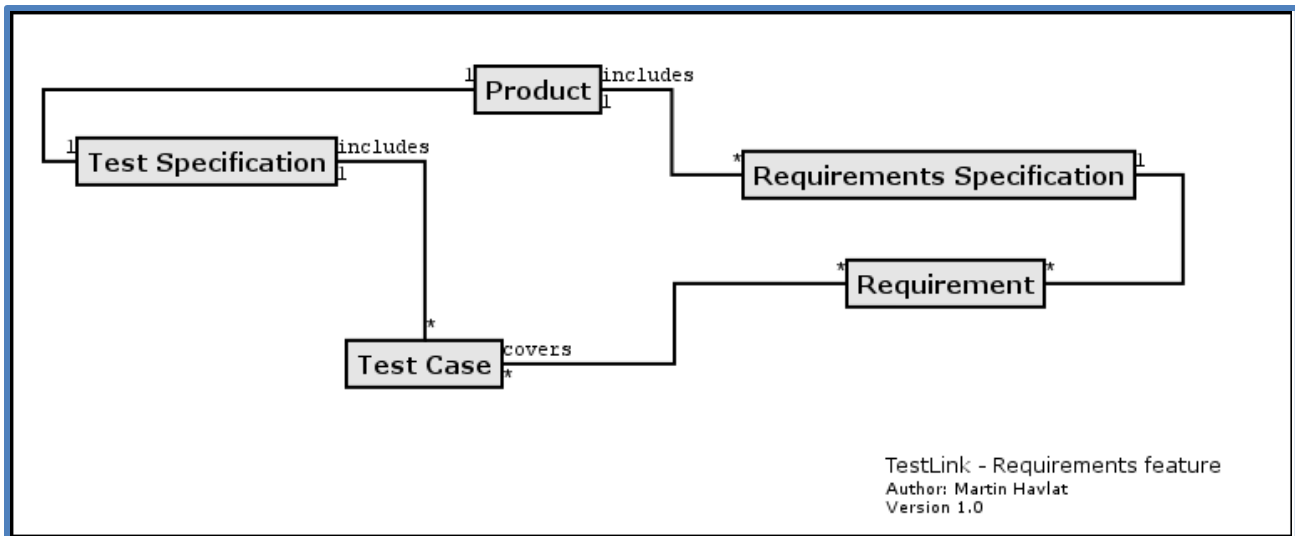 1 Product includes
1
1 Test Specification includes
1
* Requirements Specification 1
* Requirement *
*
Test Case covers
*
TestLink - Requirements feature
Author: Martin Havlat
Version 1.0